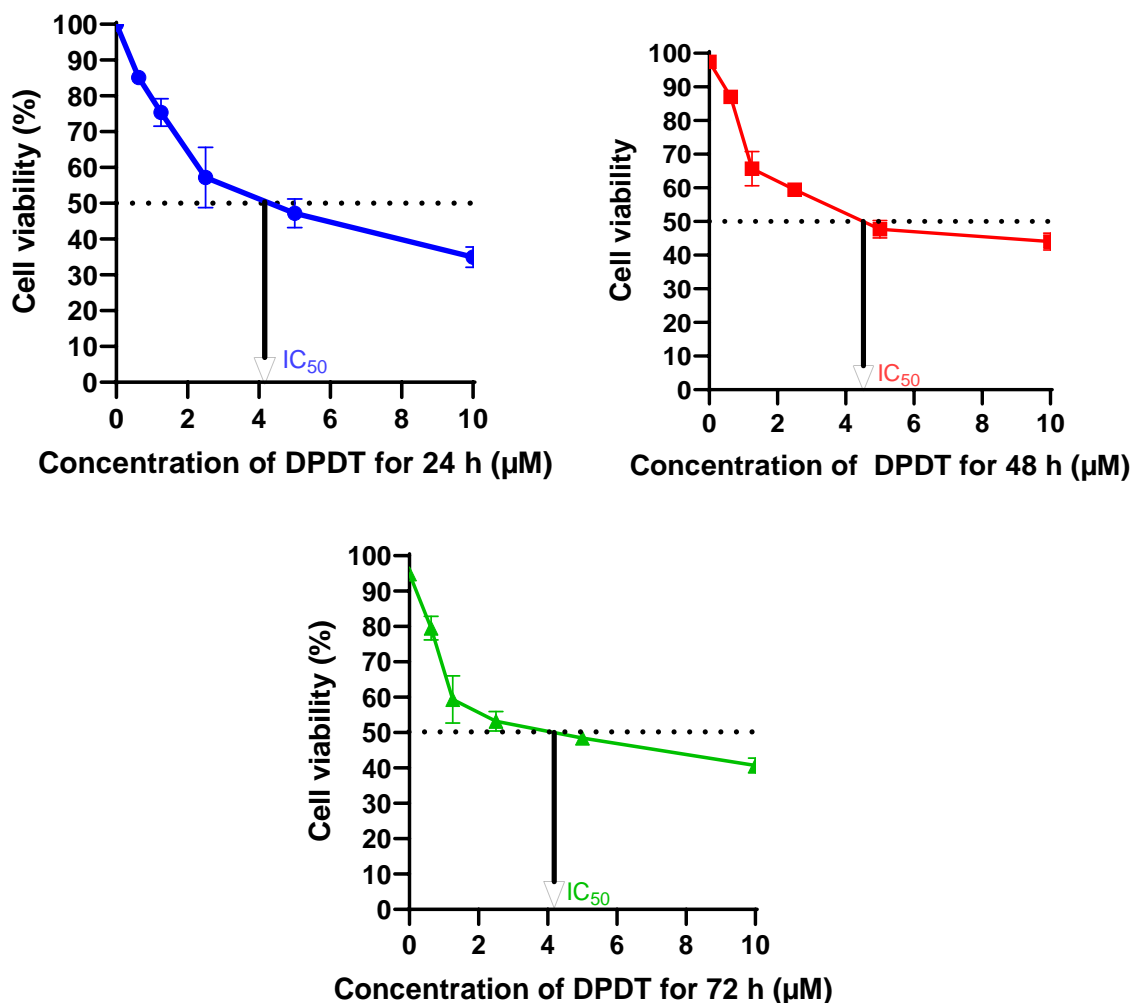 100
90
80
70
60
50
40
30
20
10
0
Cell viability (%)
IC50
0 2 4 6 8 10
Concentration of DPDT for 24 h (µM)
100
90
80
70
60
50
40
30
20
10
0
Cell viability
IC50
0 2 4 6 8 10
Concentration of DPDT for 48 h (µM)
100
90
80
70
60
50
40
30
20
10
0
Cell viability (%)
IC50
0 2 4 6 8 10
Concentration of DPDT for 72 h (µM)